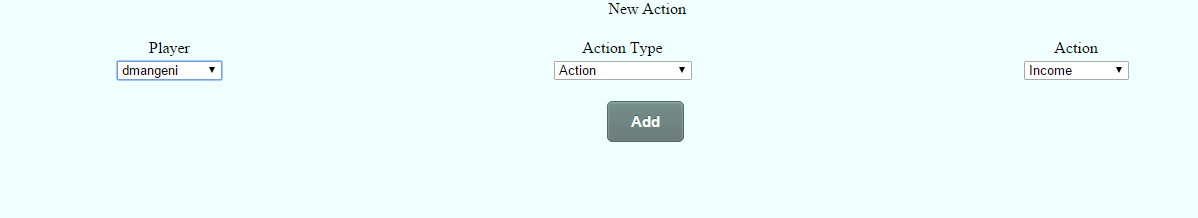 New Action
Player Action Type Action
dmangeni Action Income
Add